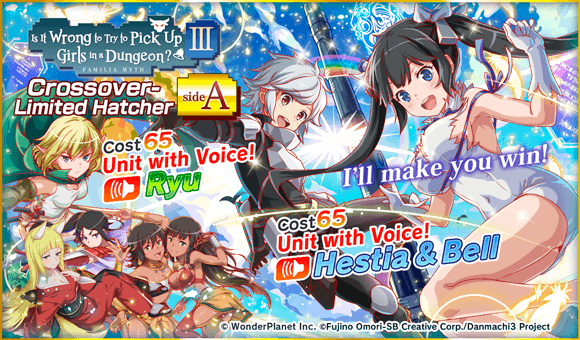 Is it Wrong to Try to Pick Up
Girls in a Dungeon? III
FAMILIA MYTH
Crossover-
Limited Hatcher
side A
Cost 65
Unit with Voice!
Ryu
I'll make you win!
Cost 65
Unit with Voice!
Hestia & Bell
© WonderPlanet Inc. ©Fujino Omori-SB Creative Corp./Danmachi3 Project